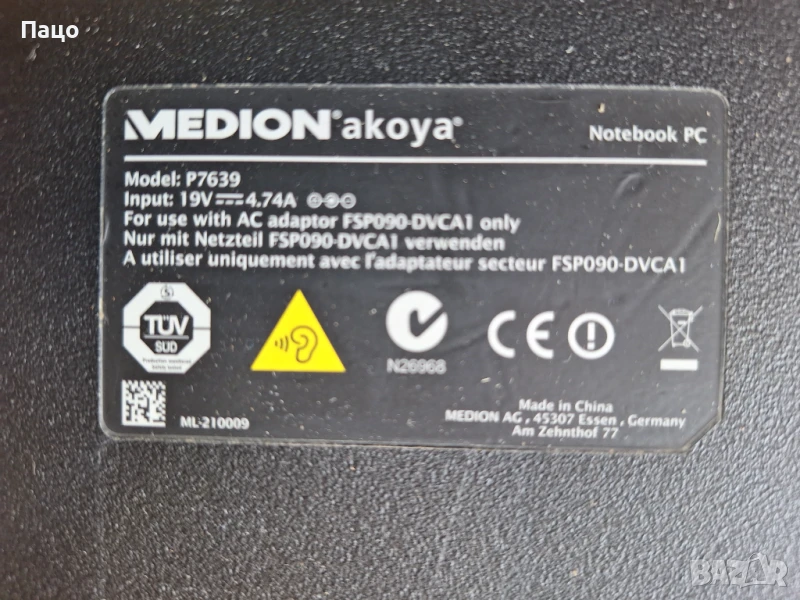 Пацо
MEDION® akoya®
Notebook PC
Model: P7639
Input: 19V 4.74A
For use with AC adaptor FSP090-DVCA1 only
Nur mit Netzteil FSP090-DVCA1 verwenden
A utiliser uniquement avec l'adaptateur secteur FSP090-DVCA1
TÜV
SUD
N26968
CE
ML-210009
Made in China
MEDION AG , 45307 Essen , Germany
Am Zehnthof 77
BAZAR